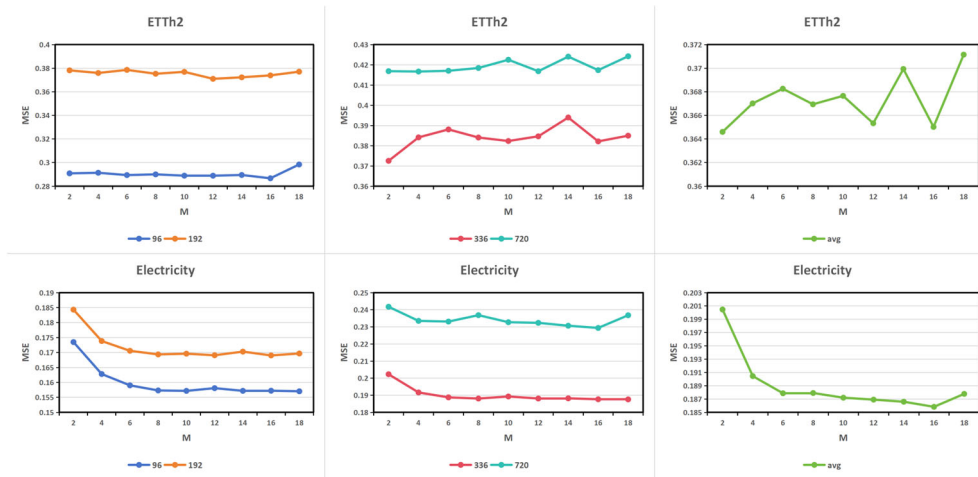 ETTh2
MSE
0.4
0.38
0.36
0.34
0.32
0.3
0.28
2 4 6 8 10 12 14 16 18
M
96 192
ETTh2
MSE
0.43
0.42
0.41
0.4
0.39
0.38
0.37
0.36
2 4 6 8 10 12 14 16 18
M
336 720
ETTh2
MSE
0.372
0.37
0.368
0.366
0.364
0.362
0.36
2 4 6 8 10 12 14 16 18
M
avg
Electricity
MSE
0.19
0.185
0.18
0.175
0.17
0.165
0.16
0.155
0.15
2 4 6 8 10 12 14 16 18
M
96 192
Electricity
MSE
0.25
0.24
0.23
0.22
0.21
0.2
0.19
0.18
2 4 6 8 10 12 14 16 18
M
336 720
Electricity
MSE
0.203
0.201
0.199
0.197
0.195
0.193
0.191
0.189
0.187
0.185
2 4 6 8 10 12 14 16 18
M
avg